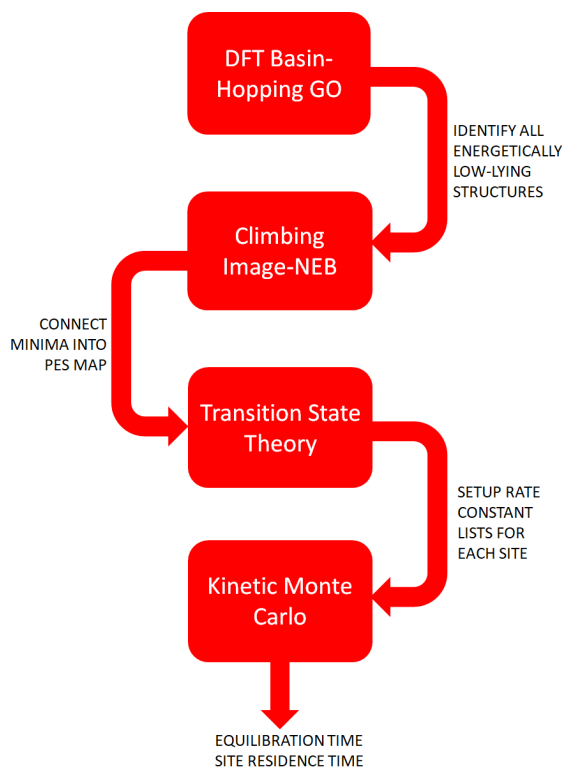 DFT Basin-
Hopping GO
IDENTIFY ALL
ENERGETICALLY
LOW-LYING
STRUCTURES
Climbing
Image-NEB
CONNECT
MINIMA INTO
PES MAP
Transition State
Theory
SETUP RATE
CONSTANT
LISTS FOR
EACH SITE
Kinetic Monte
Carlo
EQUILIBRATION TIME
SITE RESIDENCE TIME